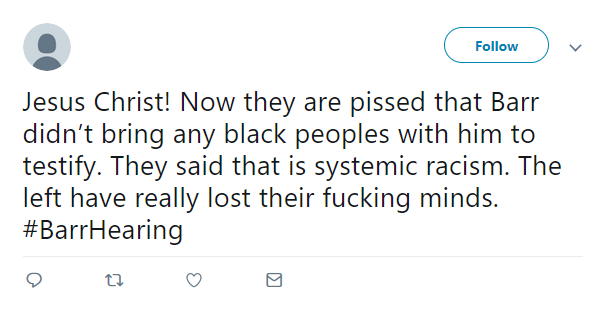 Follow
Jesus Christ! Now they are pissed that Barr
didn’t bring any black peoples with him to
testify. They said that is systemic racism. The
left have really lost their fucking minds.
#BarrHearing